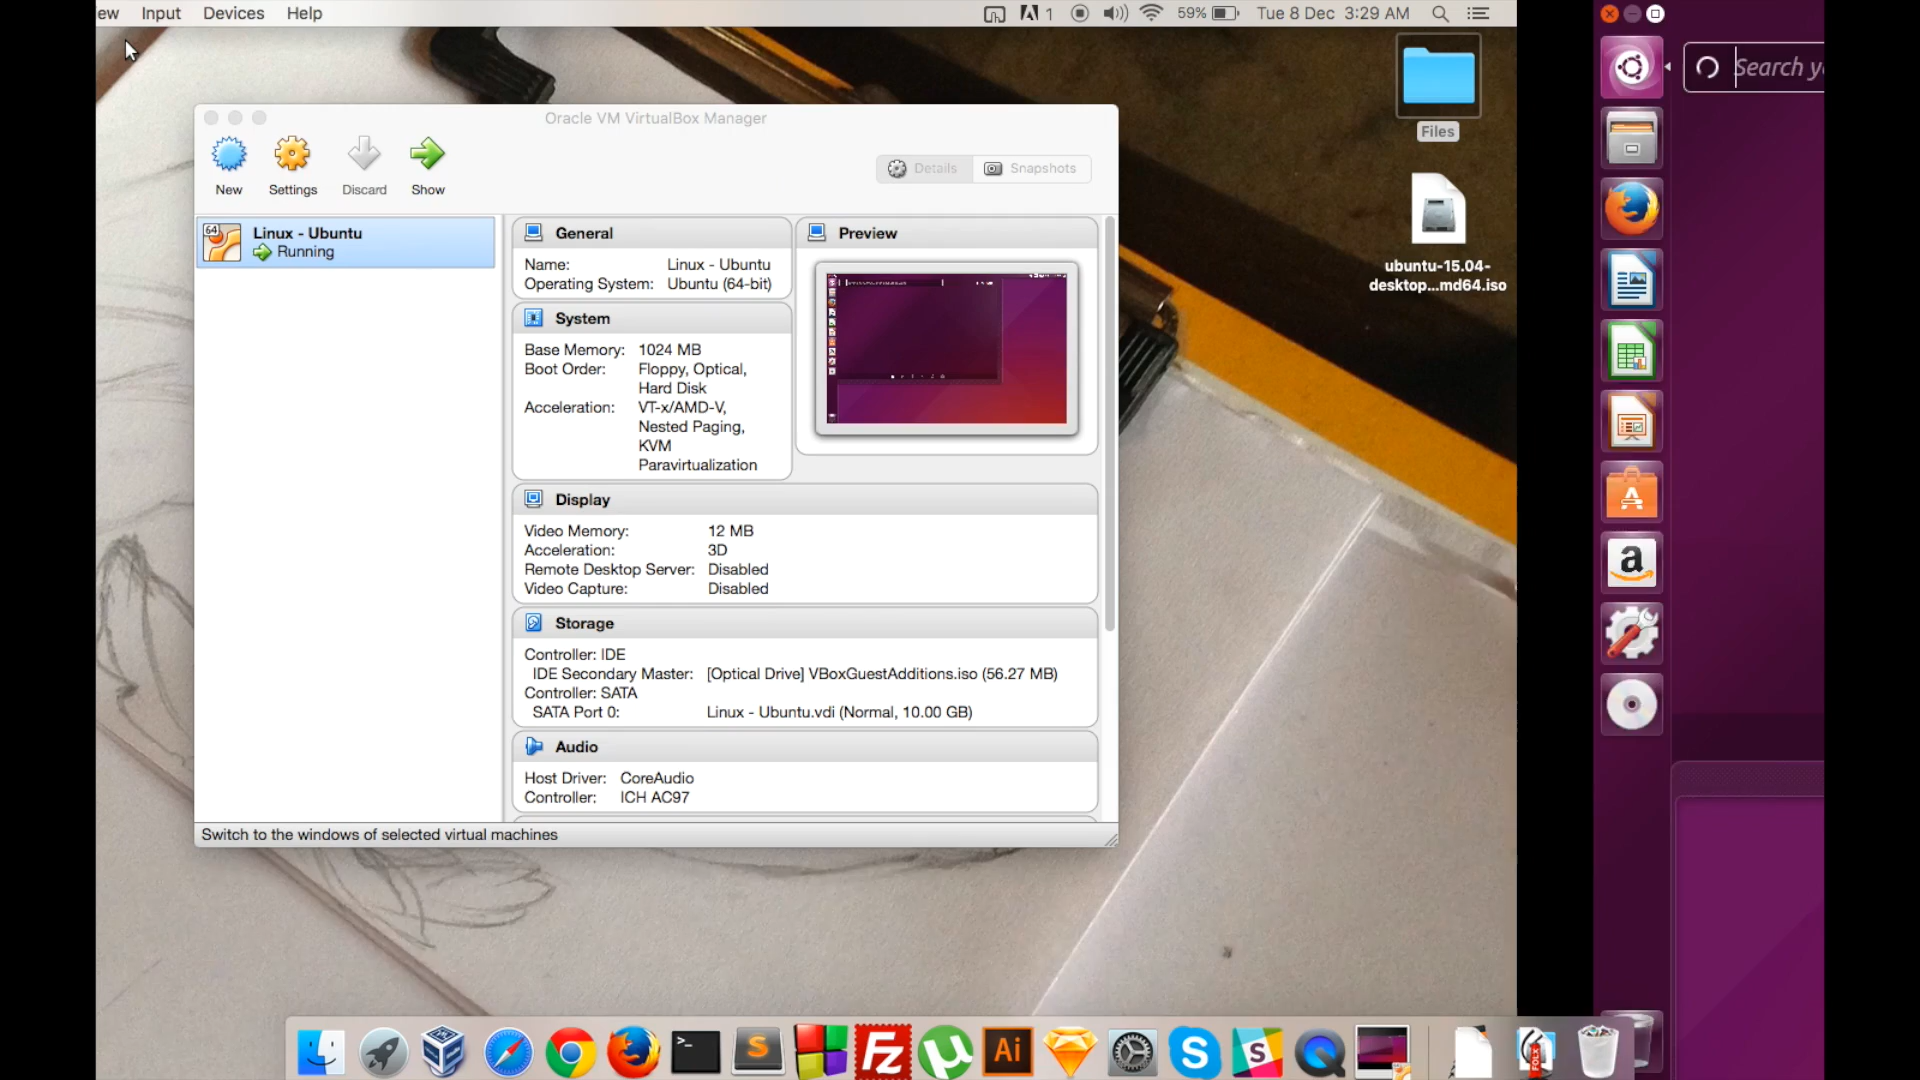 ew Input Devices Help 1 59% Tue 8 Dec 3:29 AM
Search y
Files
Oracle VM VirtualBox Manager
New Settings Discard Show Details Snapshots
ubuntu-15.04-
desktop...md64.iso
64 Linux - Ubuntu
Running
General
Name: Linux - Ubuntu
Operating System: Ubuntu (64-bit)
Preview
System
Base Memory: 1024 MB
Boot Order: Floppy, Optical,
Hard Disk
Acceleration: VT-x/AMD-V,
Nested Paging,
KVM
Paravirtualization
Display
Video Memory: 12 MB
Acceleration: 3D
Remote Desktop Server: Disabled
Video Capture: Disabled
Storage
Controller: IDE
IDE Secondary Master: [Optical Drive] VBoxGuestAdditions.iso (56.27 MB)
Controller: SATA
SATA Port 0: Linux - Ubuntu.vdi (Normal, 10.00 GB)
Audio
Host Driver: CoreAudio
Controller: ICH AC97
Switch to the windows of selected virtual machines
a
>_ S Fz µ Ai S S FOLX